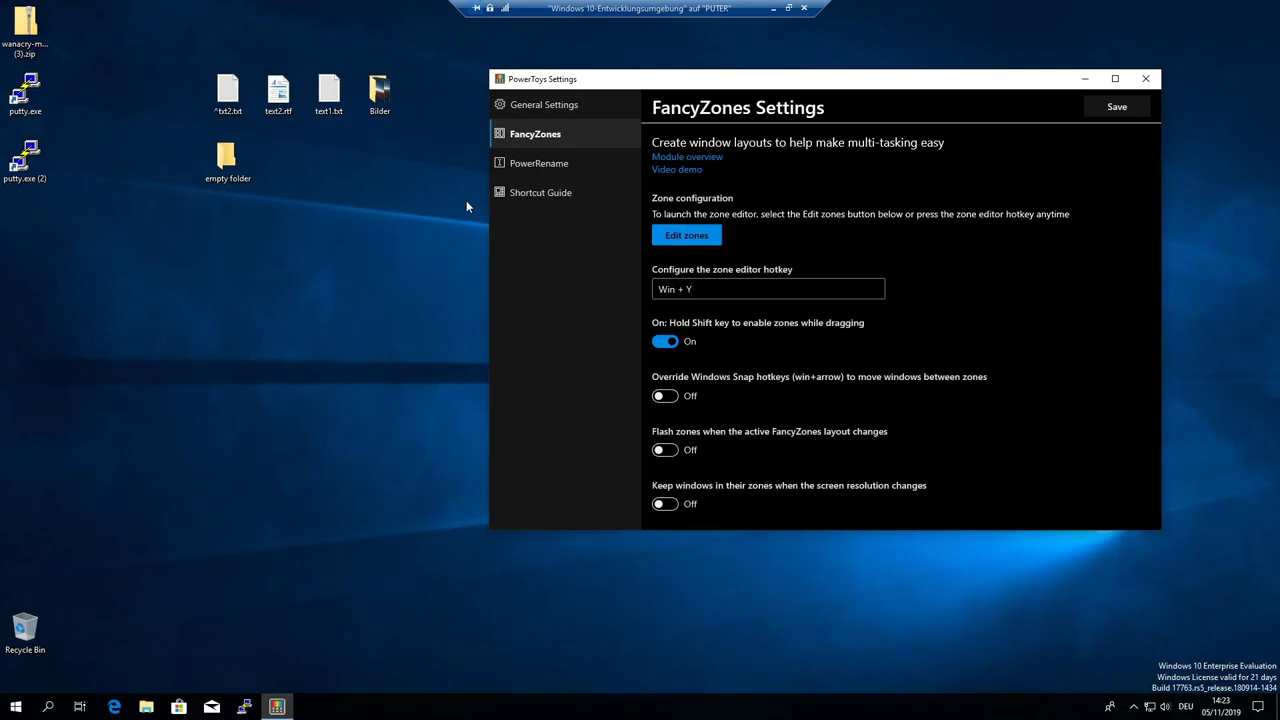 "Windows 10-Entwicklungsumgebung" auf "PUTER"
wanacry-m...
(3).zip
putty.exe
putty.exe (2)
^txt2.txt
text2.rtf
text1.txt
Bilder
empty folder
Recycle Bin
PowerToys Settings
General Settings
FancyZones
PowerRename
Shortcut Guide
FancyZones Settings
Save
Create window layouts to help make multi-tasking easy
Module overview
Video demo
Zone configuration
To launch the zone editor, select the Edit zones button below or press the zone editor hotkey anytime
Edit zones
Configure the zone editor hotkey
Win + Y
On: Hold Shift key to enable zones while dragging
On
Override Windows Snap hotkeys (win+arrow) to move windows between zones
Off
Flash zones when the active FancyZones layout changes
Off
Keep windows in their zones when the screen resolution changes
Off
Windows 10 Enterprise Evaluation
Windows License valid for 21 days
Build 17763.rs5_release.180914-1434
DEU
14:23
05/11/2019